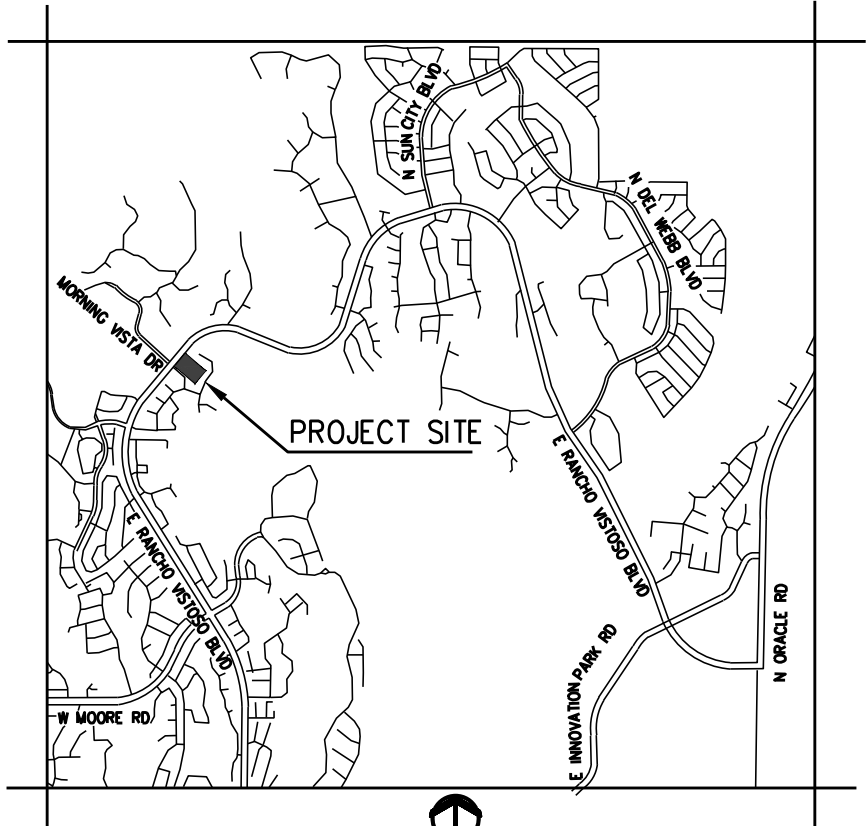 N SUN CITY BLVD
N DEL WEBB BLVD
MORNING VISTA DR
PROJECT SITE
E RANCHO VISTOSO BLVD
E RANCHO VISTOSO BLVD
N ORACLE RD
E INNOVATION PARK RD
W MOORE RD